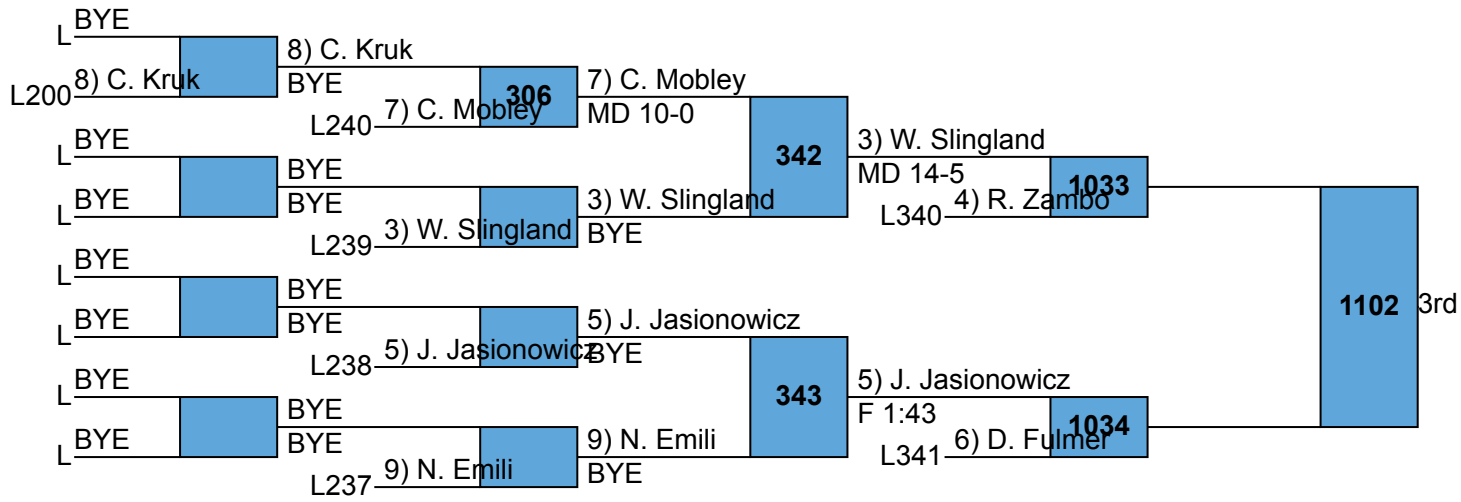 BYE
L
8) C. Kruk
L200
8) C. Kruk
BYE
306
7) C. Mobley
L240
7) C. Mobley
MD 10-0
BYE
L
BYE
L
BYE
BYE
3) W. Slingland
L239
3) W. Slingland
BYE
342
3) W. Slingland
MD 14-5
1033
4) R. Zambo
L340
BYE
L
BYE
L
BYE
BYE
5) J. Jasionowicz
L238
5) J. Jasionowicz
BYE
BYE
L
BYE
L
BYE
BYE
9) N. Emili
L237
9) N. Emili
BYE
343
5) J. Jasionowicz
F 1:43
1034
6) D. Fulmer
L341
1102
3rd